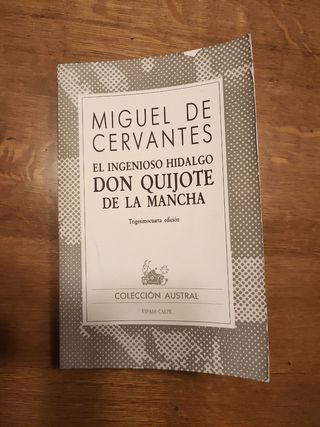 MIGUEL DE
CERVANTES
EL INGENIOSO HIDALGO
DON QUIJOTE
DE LA MANCHA
Trigesimocuarta edición
COLECCIÓN AUSTRAL
ESPASA-CALPE